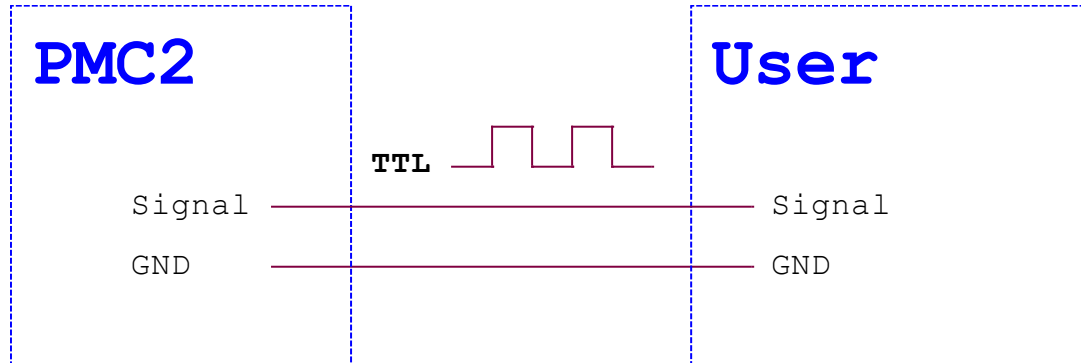 PMC2
User
TTL
Signal
Signal
GND
GND